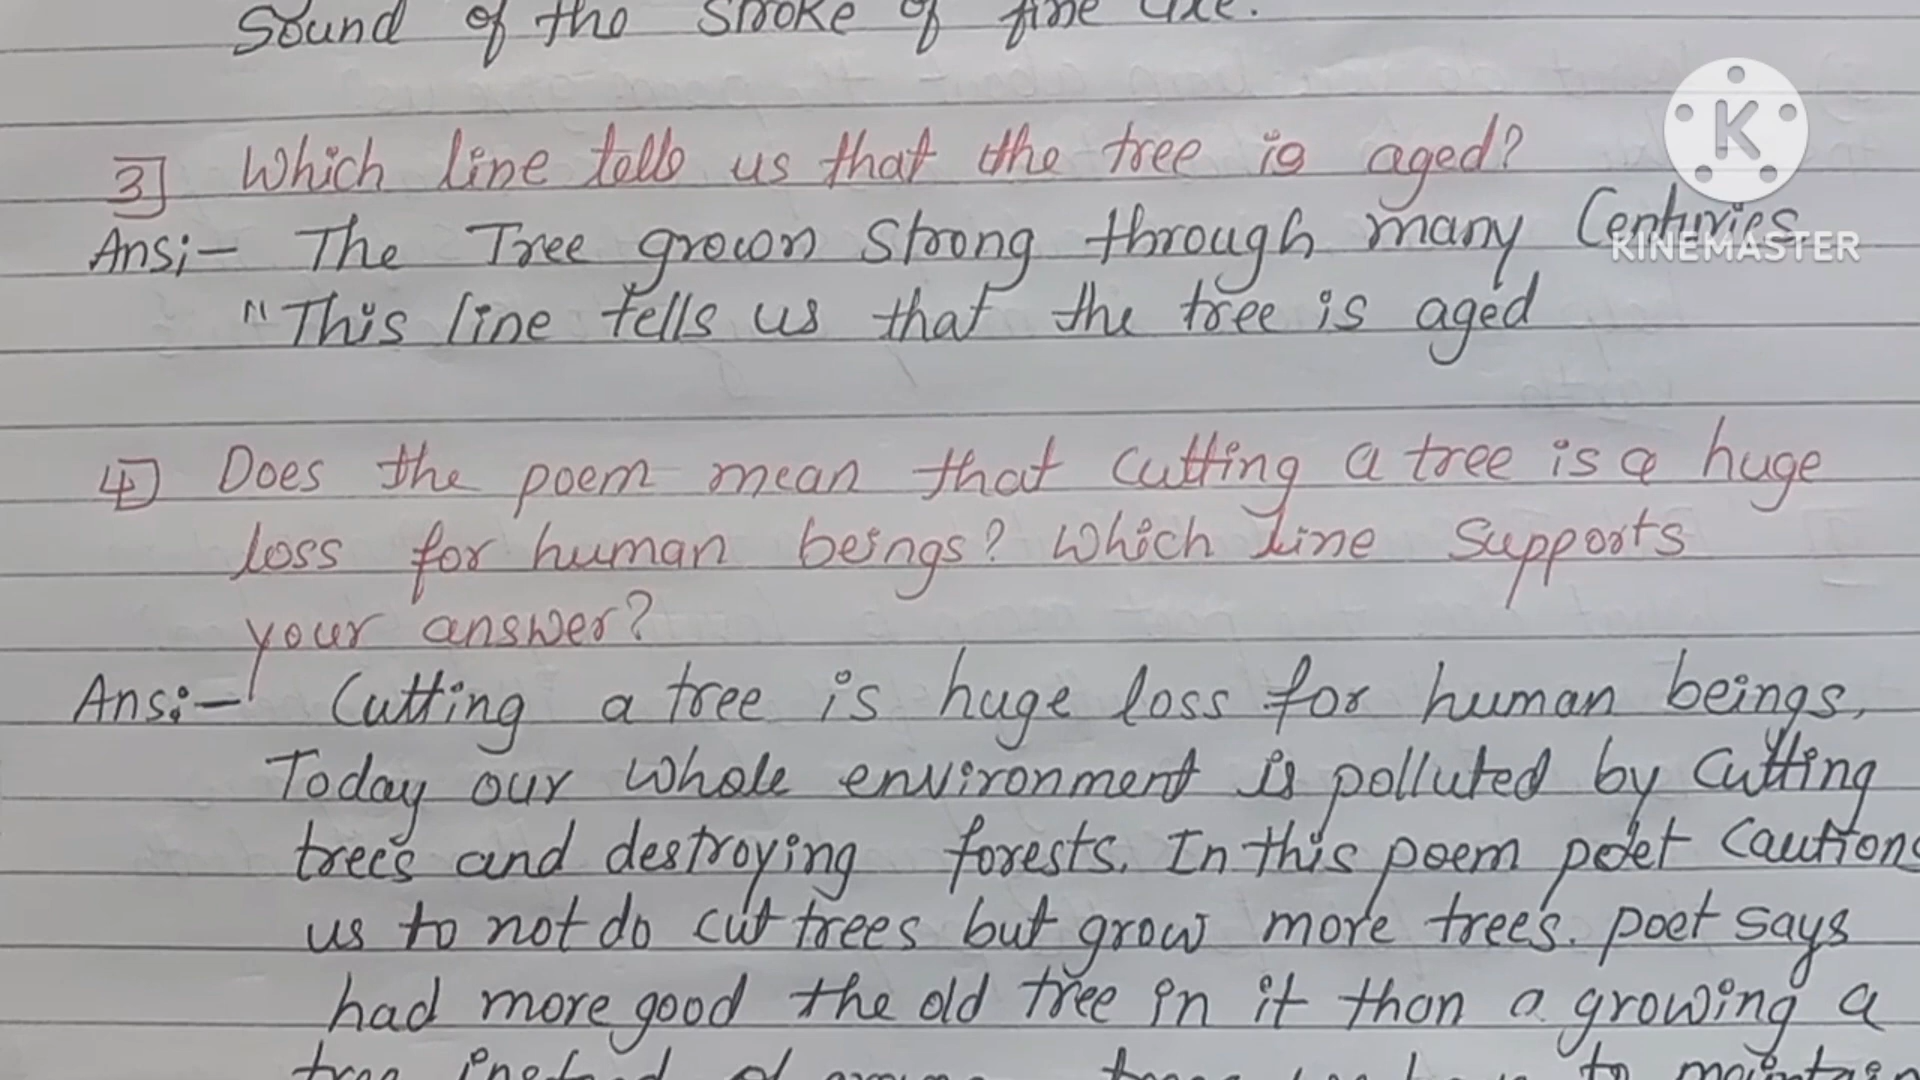 Sound of the stroke of
3] Which line tells us that the tree is aged?
Ans:- The Tree grown Strong through many Centuries
"This line tells us that the tree is aged
4] Does the poem mean that cutting a tree is a huge
loss for human beings? Which line supports
your answer?
Ans:- Cutting a tree is huge loss for human beings,
Today our whole environment is polluted by cutting
trees and destroying forests. In this poem poet Cautions
us to not do cut trees but grow more trees. poet says
had more good the old tree in it than a growing a
K
KINEMASTER